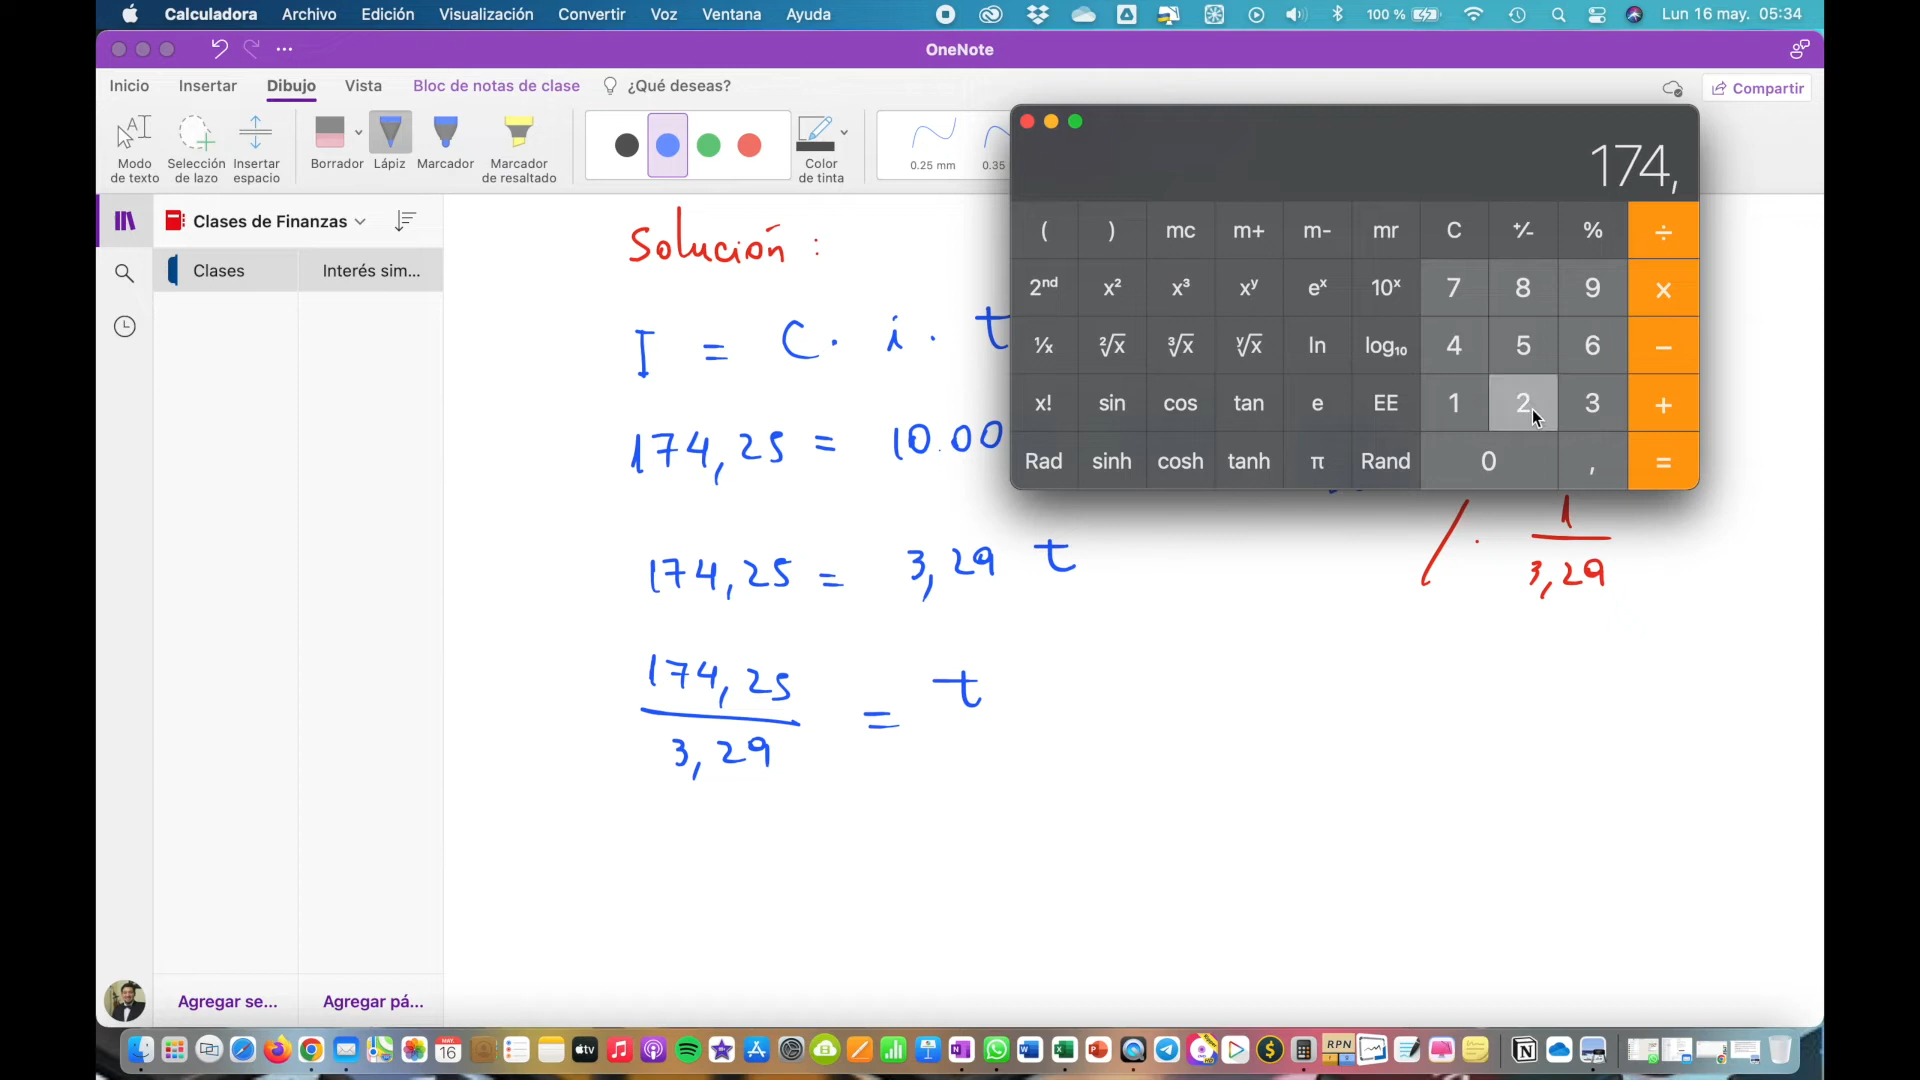 Calculadora Archivo Edición Visualización Convertir Voz Ventana Ayuda 100 % Lun 16 may. 05:34
OneNote
Inicio Insertar Dibujo Vista Bloc de notas de clase ¿Qué deseas? Compartir
Modo de texto
Selección de lazo
Insertar espacio
Borrador
Lápiz
Marcador
Marcador de resaltado
Color de tinta
0.25 mm
0.35
Clases de Finanzas
Clases
Interés sim...
Agregar se...
Agregar pá...
174,
( ) mc m+ m- mr C +/- % ÷
2nd x² x³ xʸ eˣ 10ˣ 7 8 9 ×
1/x ²√x ³√x ʸ√x ln log₁₀ 4 5 6 −
x! sin cos tan e EE 1 2 3 +
Rad sinh cosh tanh π Rand 0 , =
Solución :
I = C . i . t
174,25 = 10.00
174,25 = 3,29 t / . 1/3,29
174,25/3,29 = t
MAY. 16
tv
RPN